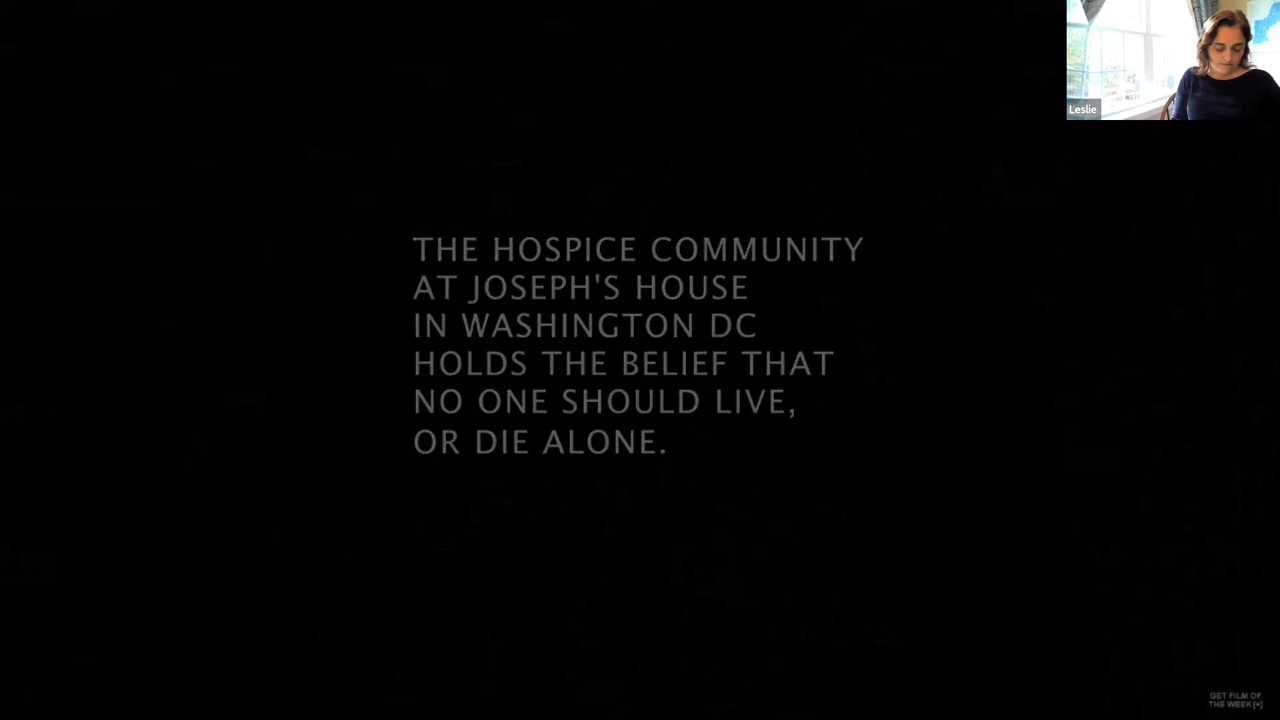 Leslie
THE HOSPICE COMMUNITY
AT JOSEPH'S HOUSE
IN WASHINGTON DC
HOLDS THE BELIEF THAT
NO ONE SHOULD LIVE,
OR DIE ALONE.
GET FILM OF
THE WEEK [+]